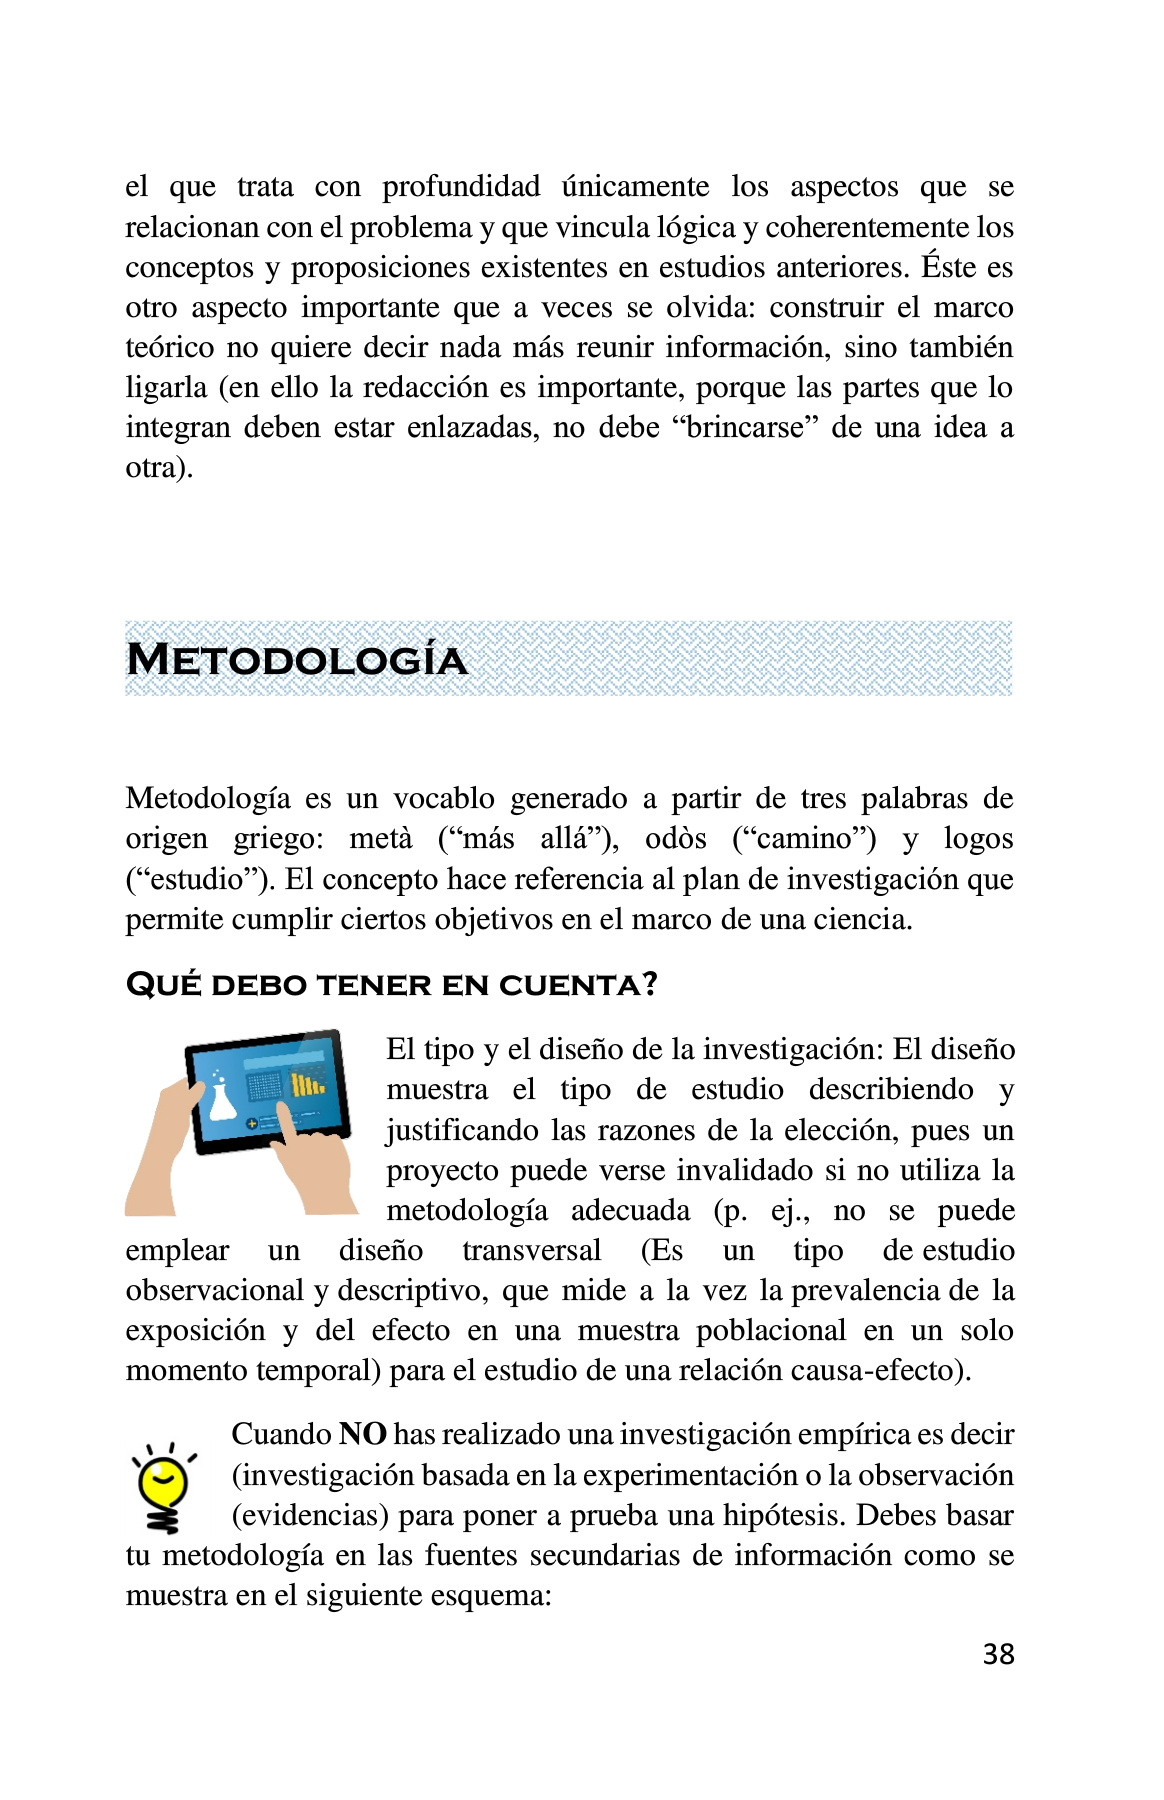 el que trata con profundidad únicamente los aspectos que se
relacionan con el problema y que vincula lógica y coherentemente los
conceptos y proposiciones existentes en estudios anteriores. Éste es
otro aspecto importante que a veces se olvida: construir el marco
teórico no quiere decir nada más reunir información, sino también
ligarla (en ello la redacción es importante, porque las partes que lo
integran deben estar enlazadas, no debe “brincarse” de una idea a
otra).
Metodología
Metodología es un vocablo generado a partir de tres palabras de
origen griego: metà (“más allá”), odòs (“camino”) y logos
(“estudio”). El concepto hace referencia al plan de investigación que
permite cumplir ciertos objetivos en el marco de una ciencia.
Qué debo tener en cuenta?
El tipo y el diseño de la investigación: El diseño
muestra el tipo de estudio describiendo y
justificando las razones de la elección, pues un
proyecto puede verse invalidado si no utiliza la
metodología adecuada (p. ej., no se puede
emplear un diseño transversal (Es un tipo de estudio
observacional y descriptivo, que mide a la vez la prevalencia de la
exposición y del efecto en una muestra poblacional en un solo
momento temporal) para el estudio de una relación causa-efecto).
Cuando NO has realizado una investigación empírica es decir
(investigación basada en la experimentación o la observación
(evidencias) para poner a prueba una hipótesis. Debes basar
tu metodología en las fuentes secundarias de información como se
muestra en el siguiente esquema:
38